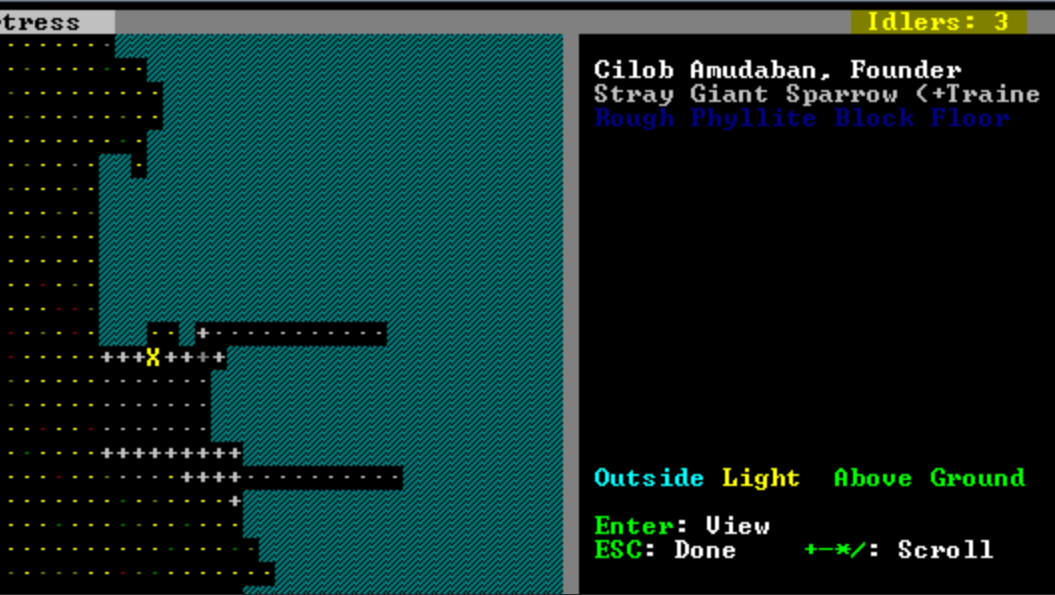 tress
Idlers: 3
Cilob Amudaban, Founder
Stray Giant Sparrow (+Traine
Rough Phyllite Block Floor
X
Outside Light Above Ground
Enter: View
ESC: Done +-*/: Scroll